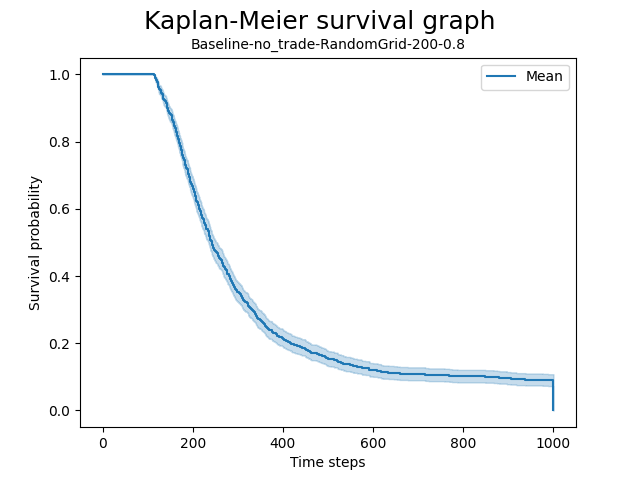 Kaplan-Meier survival graph
Baseline-no_trade-RandomGrid-200-0.8
Mean
1.0
0.8
0.6
0.4
0.2
0.0
Survival probability
0 200 400 600 800 1000
Time steps